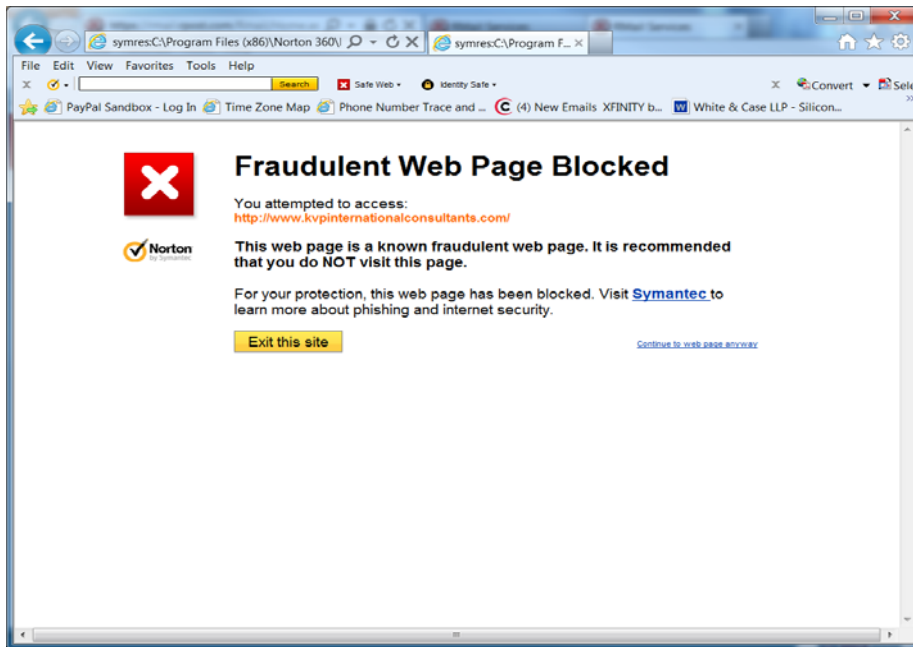 symres:C:\Program Files (x86)\Norton 360\
symres:C:\Program F...
File Edit View Favorites Tools Help
x Search Safe Web Identity Safe x Convert Sele
PayPal Sandbox - Log In Time Zone Map Phone Number Trace and ... (4) New Emails XFINITY b... White & Case LLP - Silicon...
Fraudulent Web Page Blocked
You attempted to access:
http://www.kvpinternationalconsultants.com/
Norton
by Symantec
This web page is a known fraudulent web page. It is recommended
that you do NOT visit this page.
For your protection, this web page has been blocked. Visit Symantec to
learn more about phishing and internet security.
Exit this site
Continue to web page anyway